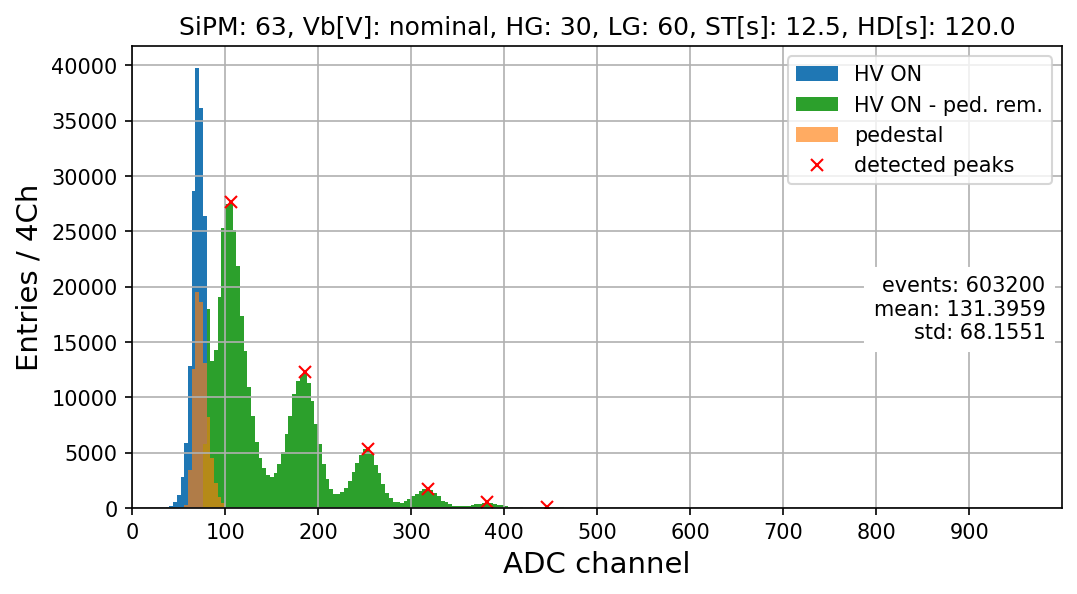 SiPM: 63, Vb[V]: nominal, HG: 30, LG: 60, ST[s]: 12.5, HD[s]: 120.0
Entries / 4Ch
40000
35000
30000
25000
20000
15000
10000
5000
0
HV ON
HV ON - ped. rem.
pedestal
detected peaks
events: 603200
mean: 131.3959
std: 68.1551
0 100 200 300 400 500 600 700 800 900
ADC channel